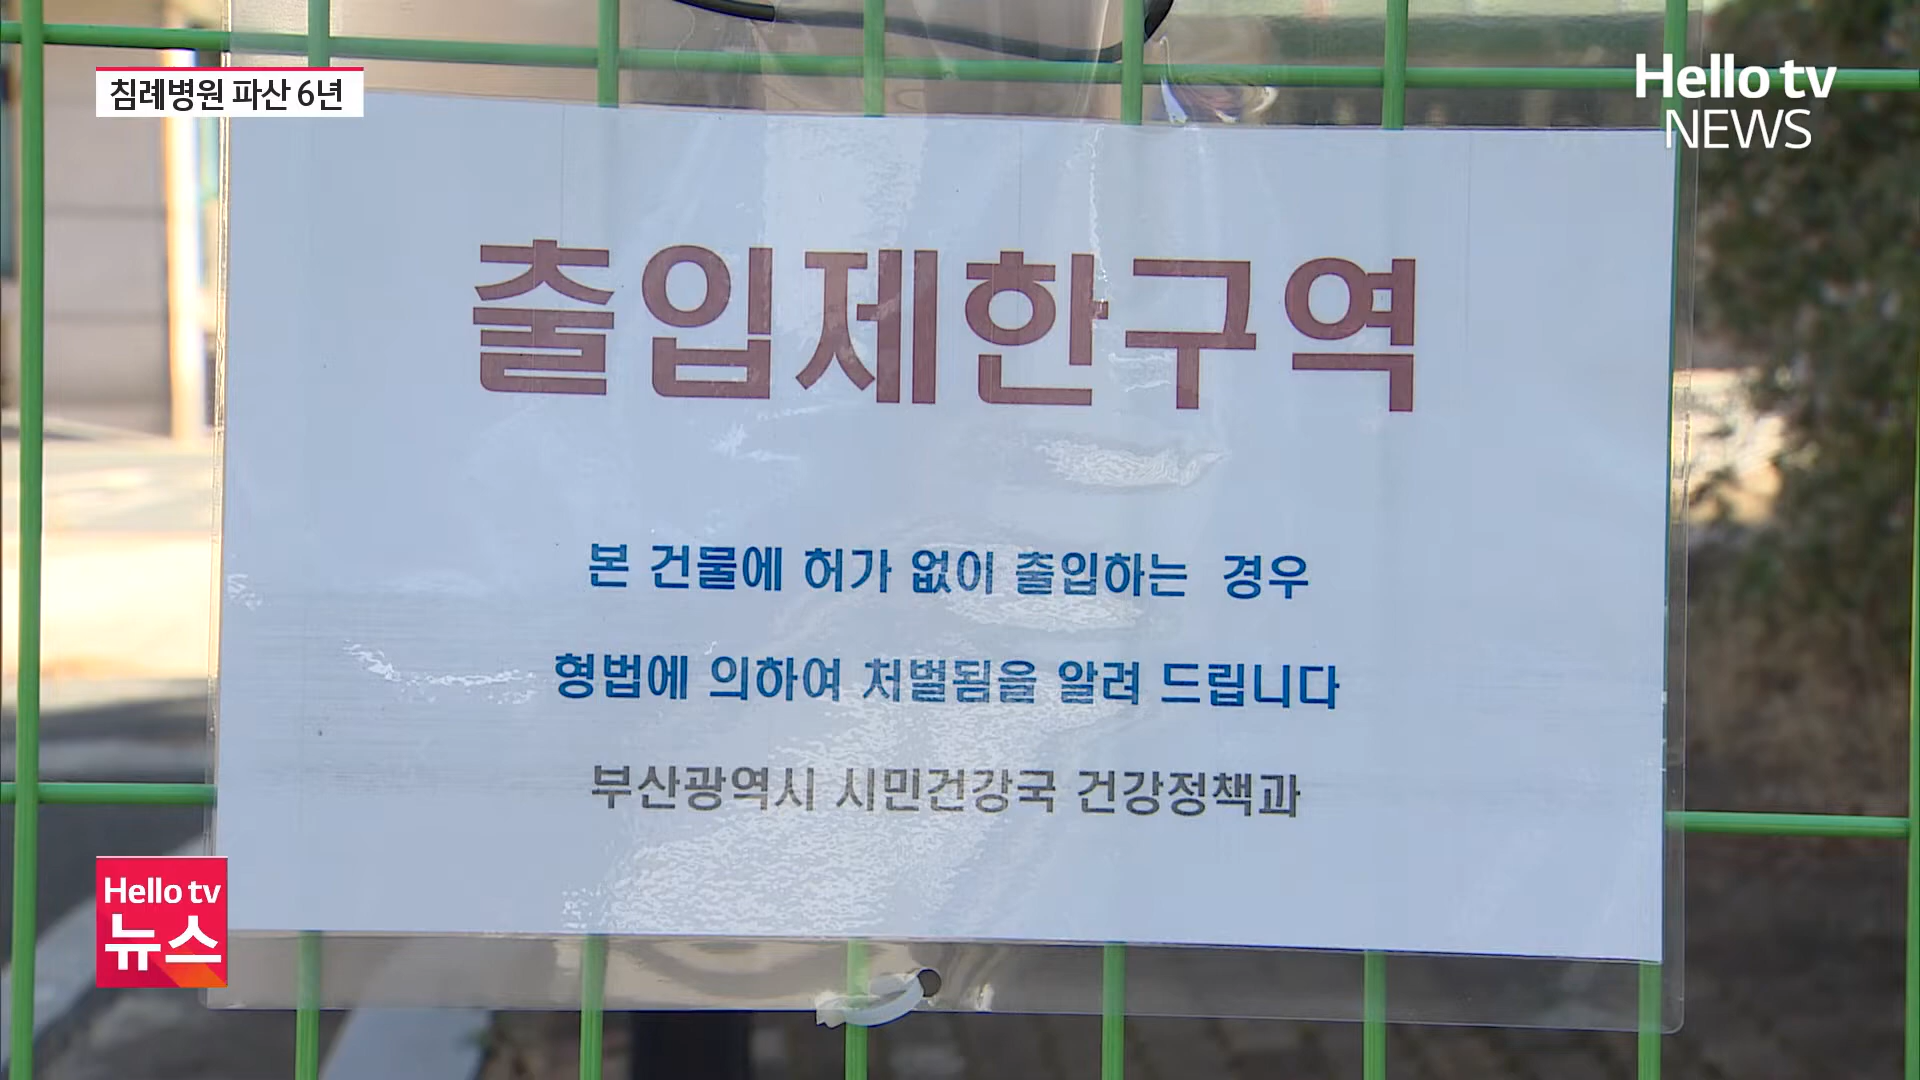 침례병원 파산 6년
Hello tv
NEWS
출입제한구역
본 건물에 허가 없이 출입하는 경우
형법에 의하여 처벌됨을 알려 드립니다
부산광역시 시민건강국 건강정책과
Hello tv
뉴스